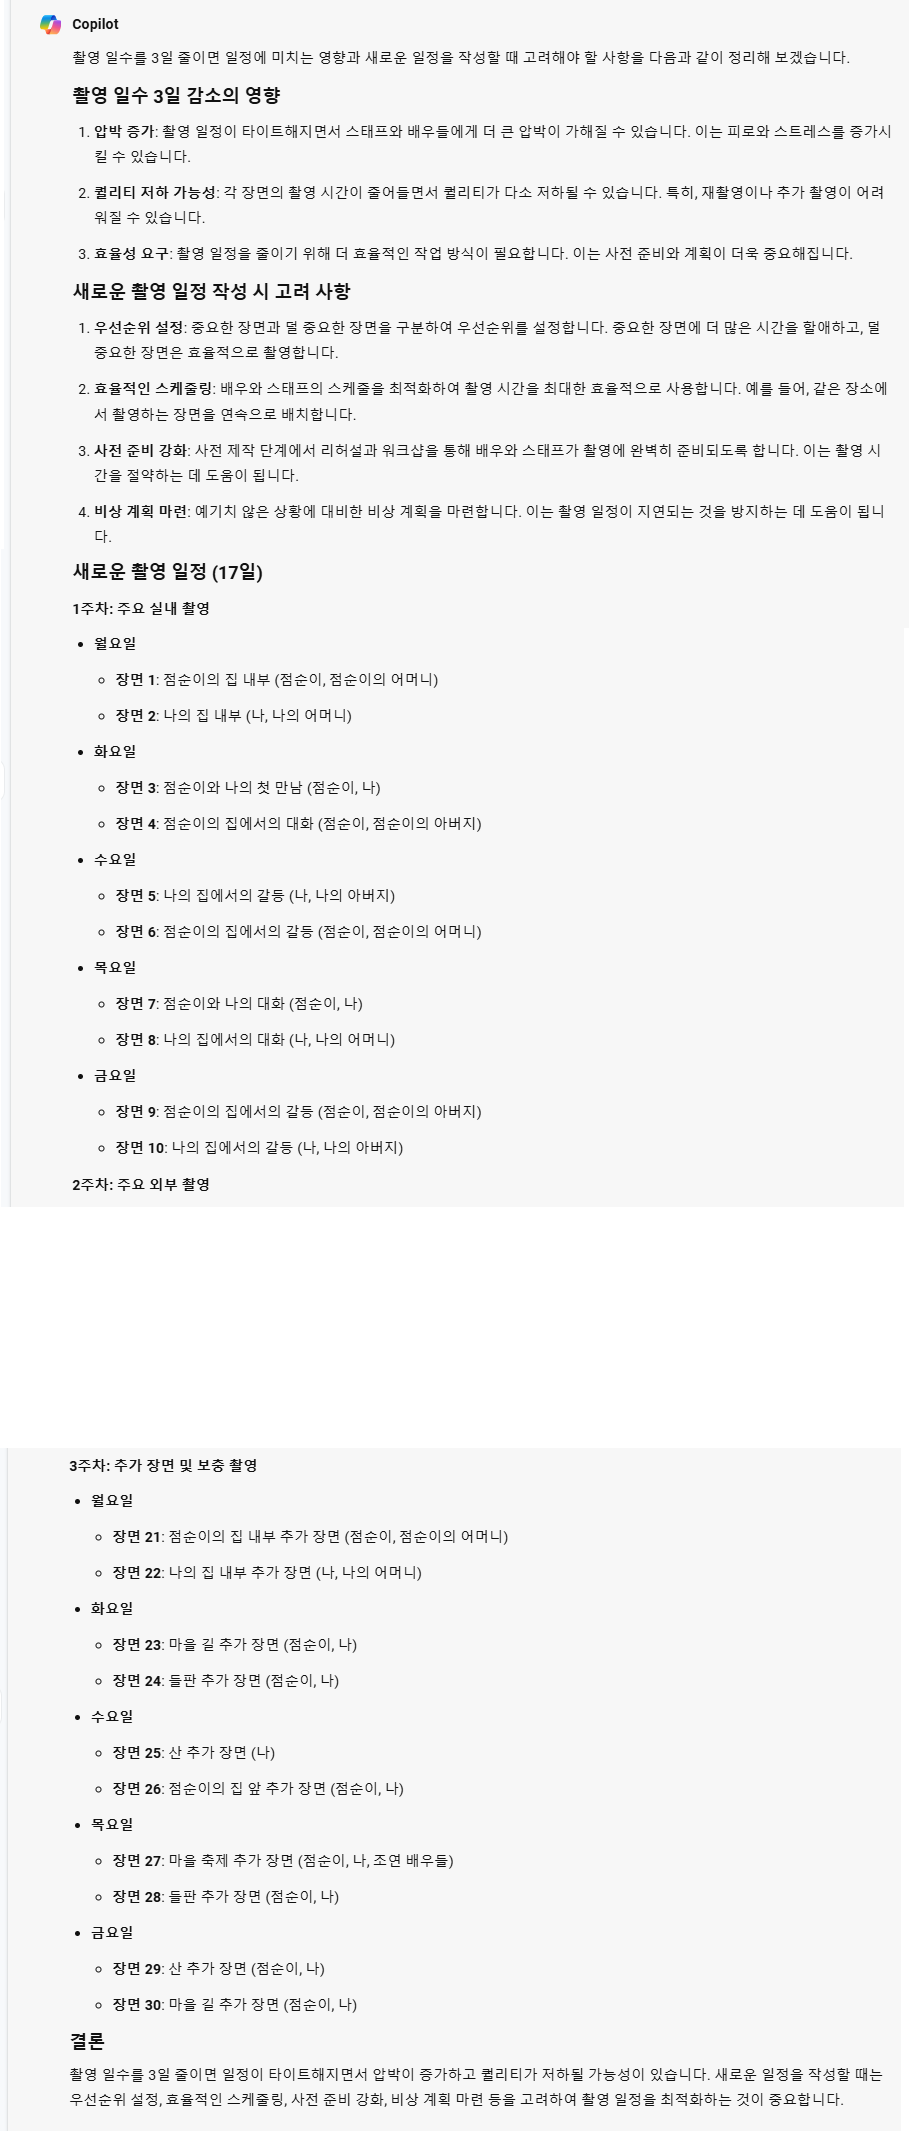 Copilot
촬영 일수를 3일 줄이면 일정에 미치는 영향과 새로운 일정을 작성할 때 고려해야 할 사항을 다음과 같이 정리해 보겠습니다.
촬영 일수 3일 감소의 영향
1. 압박 증가: 촬영 일정이 타이트해지면서 스태프와 배우들에게 더 큰 압박이 가해질 수 있습니다. 이는 피로와 스트레스를 증가시
킬 수 있습니다.
2. 퀄리티 저하 가능성: 각 장면의 촬영 시간이 줄어들면서 퀄리티가 다소 저하될 수 있습니다. 특히, 재촬영이나 추가 촬영이 어려
워질 수 있습니다.
3. 효율성 요구: 촬영 일정을 줄이기 위해 더 효율적인 작업 방식이 필요합니다. 이는 사전 준비와 계획이 더욱 중요해집니다.
새로운 촬영 일정 작성 시 고려 사항
1. 우선순위 설정: 중요한 장면과 덜 중요한 장면을 구분하여 우선순위를 설정합니다. 중요한 장면에 더 많은 시간을 할애하고, 덜
중요한 장면은 효율적으로 촬영합니다.
2. 효율적인 스케줄링: 배우와 스태프의 스케줄을 최적화하여 촬영 시간을 최대한 효율적으로 사용합니다. 예를 들어, 같은 장소에
서 촬영하는 장면을 연속으로 배치합니다.
3. 사전 준비 강화: 사전 제작 단계에서 리허설과 워크샵을 통해 배우와 스태프가 촬영에 완벽히 준비되도록 합니다. 이는 촬영 시
간을 절약하는 데 도움이 됩니다.
4. 비상 계획 마련: 예기치 않은 상황에 대비한 비상 계획을 마련합니다. 이는 촬영 일정이 지연되는 것을 방지하는 데 도움이 됩니
다.
새로운 촬영 일정 (17일)
1주차: 주요 실내 촬영
• 월요일
○ 장면 1: 점순이의 집 내부 (점순이, 점순이의 어머니)
○ 장면 2: 나의 집 내부 (나, 나의 어머니)
• 화요일
○ 장면 3: 점순이와 나의 첫 만남 (점순이, 나)
○ 장면 4: 점순이의 집에서의 대화 (점순이, 점순이의 아버지)
• 수요일
○ 장면 5: 나의 집에서의 갈등 (나, 나의 아버지)
○ 장면 6: 점순이의 집에서의 갈등 (점순이, 점순이의 어머니)
• 목요일
○ 장면 7: 점순이와 나의 대화 (점순이, 나)
○ 장면 8: 나의 집에서의 대화 (나, 나의 어머니)
• 금요일
○ 장면 9: 점순이의 집에서의 갈등 (점순이, 점순이의 아버지)
○ 장면 10: 나의 집에서의 갈등 (나, 나의 아버지)
2주차: 주요 외부 촬영
3주차: 추가 장면 및 보충 촬영
• 월요일
○ 장면 21: 점순이의 집 내부 추가 장면 (점순이, 점순이의 어머니)
○ 장면 22: 나의 집 내부 추가 장면 (나, 나의 어머니)
• 화요일
○ 장면 23: 마을 길 추가 장면 (점순이, 나)
○ 장면 24: 들판 추가 장면 (점순이, 나)
• 수요일
○ 장면 25: 산 추가 장면 (나)
○ 장면 26: 점순이의 집 앞 추가 장면 (점순이, 나)
• 목요일
○ 장면 27: 마을 축제 추가 장면 (점순이, 나, 조연 배우들)
○ 장면 28: 들판 추가 장면 (점순이, 나)
• 금요일
○ 장면 29: 산 추가 장면 (점순이, 나)
○ 장면 30: 마을 길 추가 장면 (점순이, 나)
결론
촬영 일수를 3일 줄이면 일정이 타이트해지면서 압박이 증가하고 퀄리티가 저하될 가능성이 있습니다. 새로운 일정을 작성할 때는
우선순위 설정, 효율적인 스케줄링, 사전 준비 강화, 비상 계획 마련 등을 고려하여 촬영 일정을 최적화하는 것이 중요합니다.